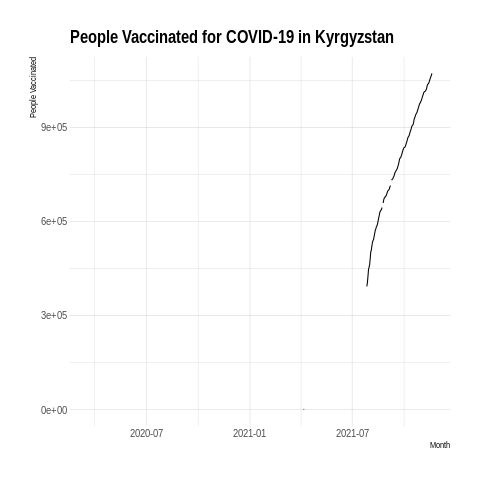 People Vaccinated for COVID-19 in Kyrgyzstan
People Vaccinated
9e+05
6e+05
3e+05
0e+00
2020-07 2021-01 2021-07
Month